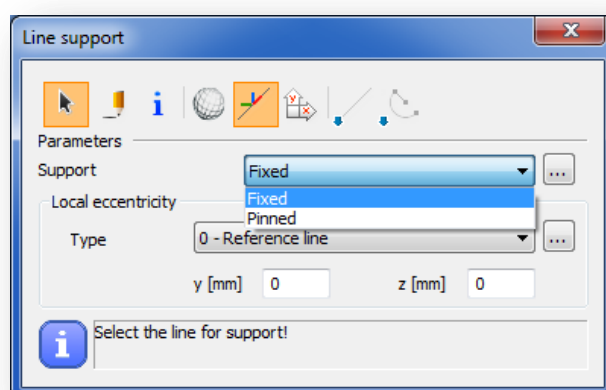 Line support
Parameters
Support
Fixed
...
Fixed
Pinned
Local eccentricity
Type
0 - Reference line
...
y [mm]
0
z [mm]
0
Select the line for support!